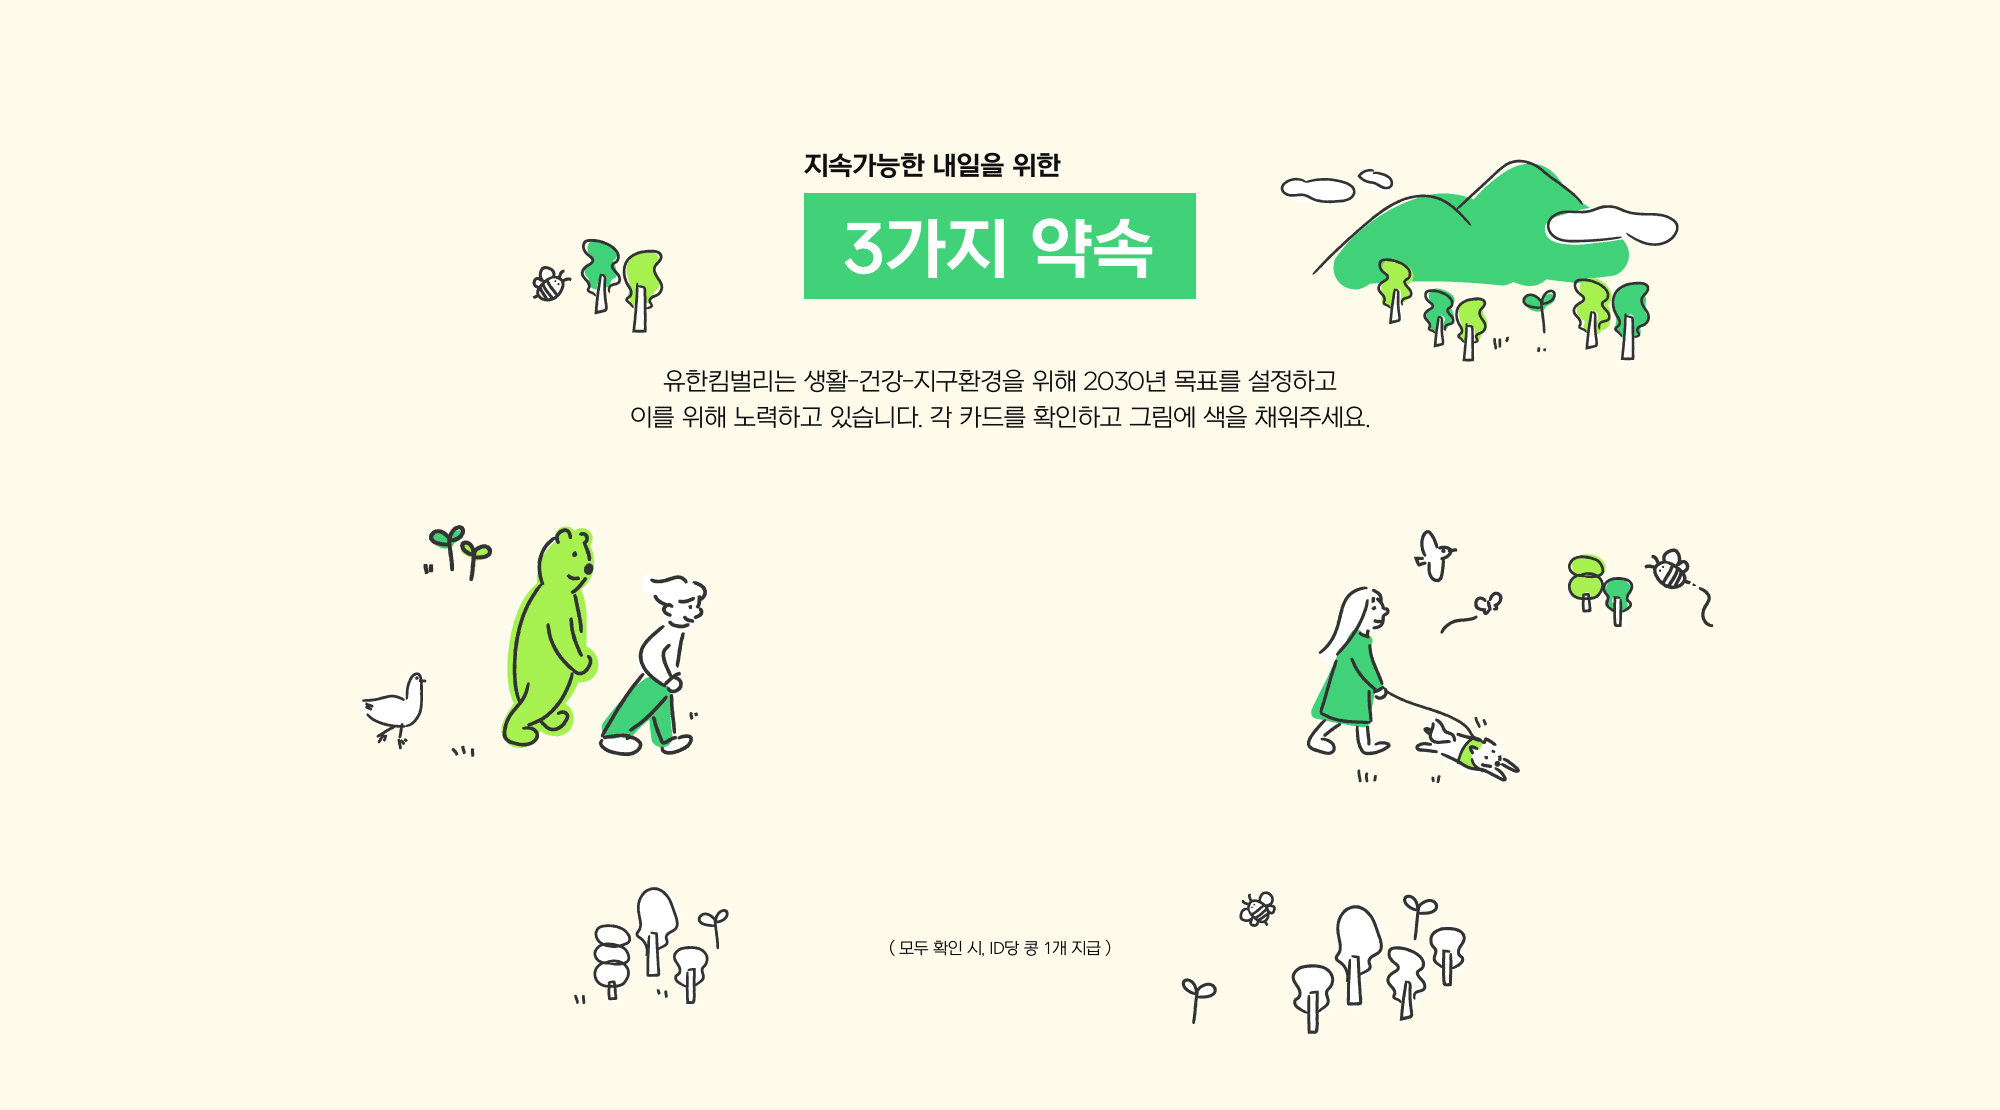 지속가능한 내일을 위한
3가지 약속
유한킴벌리는 생활-건강-지구환경을 위해 2030년 목표를 설정하고
이를 위해 노력하고 있습니다. 각 카드를 확인하고 그림에 색을 채워주세요.
( 모두 확인 시, ID당 콩 1개 지급 )